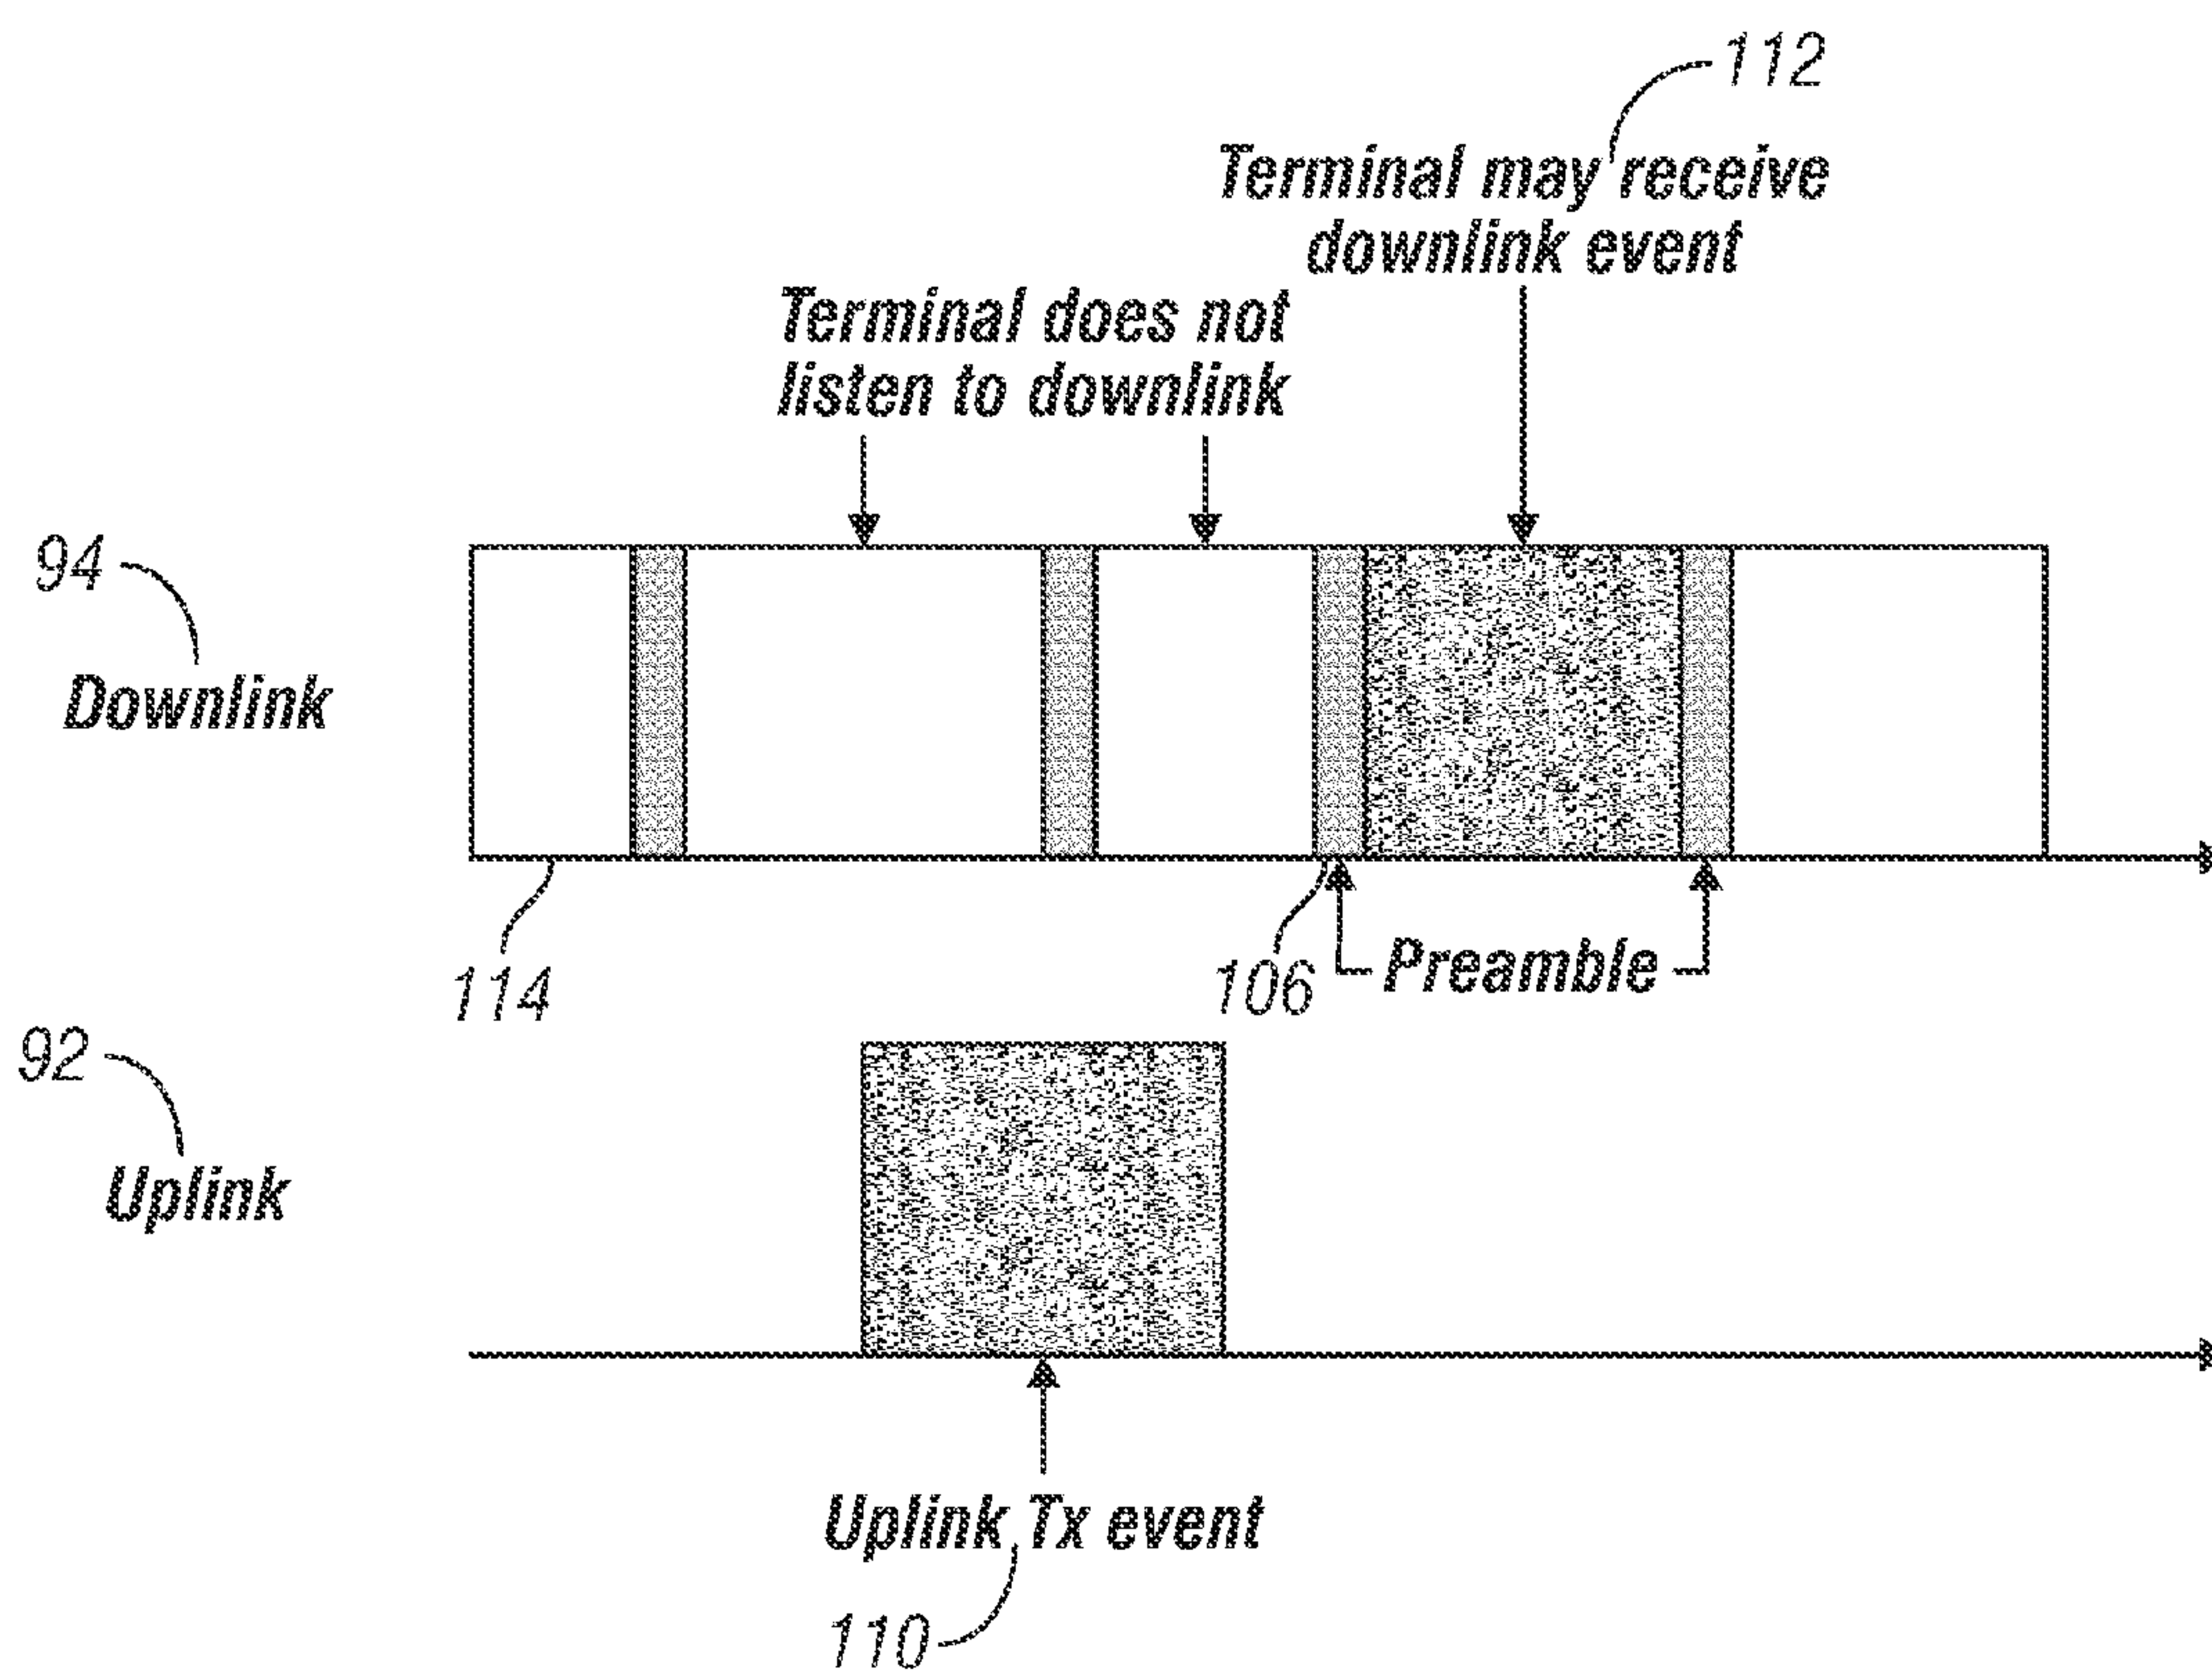 112
Terminal may receive
downlink event
Terminal does not
listen to downlink
94
Downlink
114
106
Preamble
92
Uplink
Uplink Tx event
110